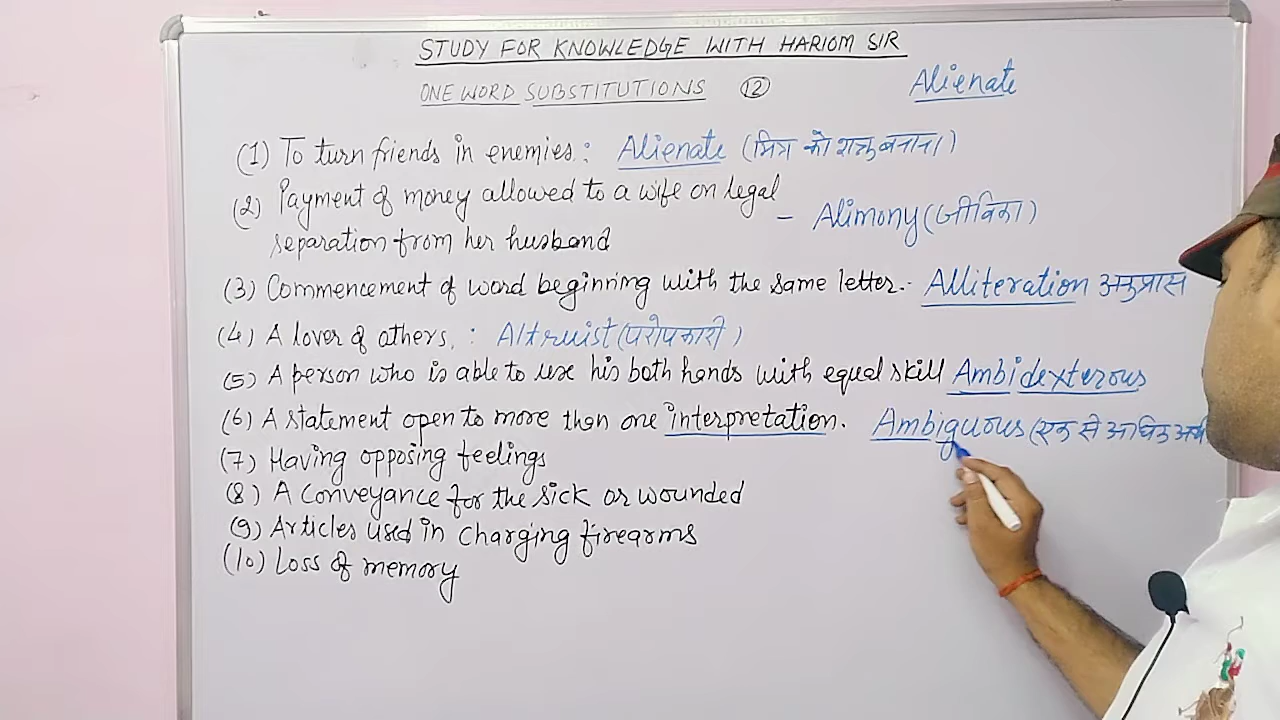 STUDY FOR KNOWLEDGE WITH HARIOM SIR
ONE WORD SUBSTITUTIONS (12)
Alienate
(1) To turn friends in enemies: Alienate (मित्र को शत्रु बनाना)
(2) Payment of money allowed to a wife on legal
separation from her husband - Alimony (जीविका)
(3) Commencement of word beginning with the same letter.- Alliteration अनुप्रास
(4) A lover of others. : Altruist (परोपकारी)
(5) A person who is able to use his both hands with equal skill Ambidexterous
(6) A statement open to more than one interpretation. Ambiguous (एक से अधिक अर्थ
(7) Having opposing feelings
(8) A Conveyance for the sick or wounded
(9) Articles used in charging firearms
(10) Loss of memory